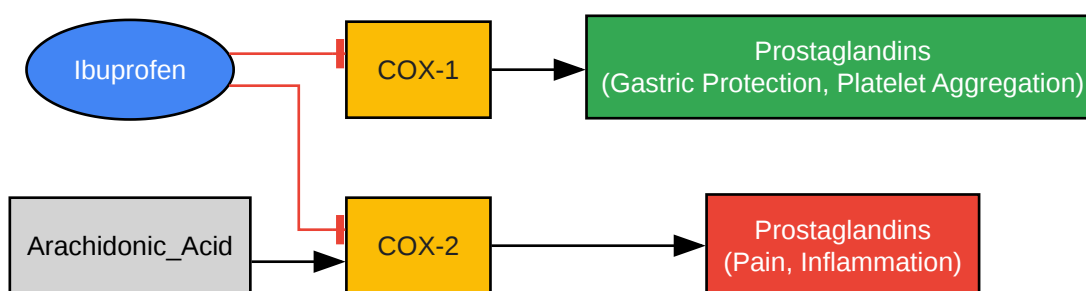 Ibuprofen
COX-1
Prostaglandins
(Gastric Protection, Platelet Aggregation)
Arachidonic_Acid
COX-2
Prostaglandins
(Pain, Inflammation)